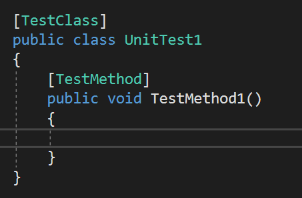 [TestClass]
public class UnitTest1
{
[TestMethod]
public void TestMethod1()
{
}
}